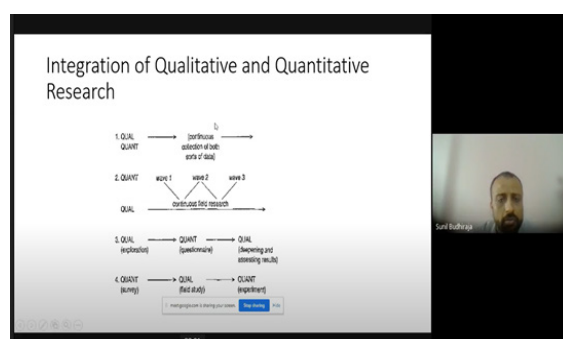 Integration of Qualitative and Quantitative
Research
1. QUAL
QUANT
(continuous
collection of both
sorts of data)
2. QUANT wave 1 wave 2 wave 3
continuous field research
QUAL
3. QUAL QUANT QUAL
(exploration) (questionnaire) (deepening and
assessing results)
4. QUANT QUAL QUANT
(survey) (field study) (experiment)
meet.google.com is sharing your screen. Stop sharing Hide
Sunil Budhiraja